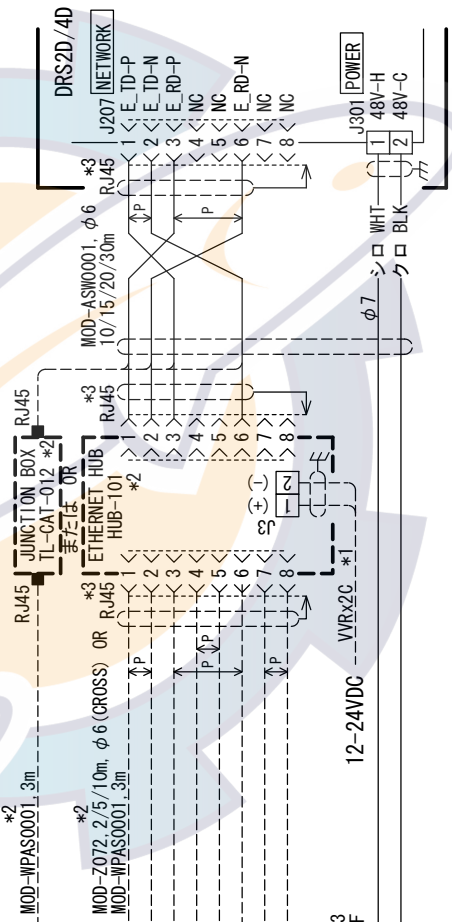 DRS2D/4D
J207 NETWORK
1 E_TD-P
2 E_TD-N
3 E_RD-P
4 NC
5 NC
6 E_RD-N
7 NC
8 NC
*3
RJ45
P
P
J301 POWER
1 48V-H
2 48V-C
シロ WHT
クロ BLK
φ7
MOD-ASW0001, φ6
10/15/20/30m
*3
RJ45
1
2
3
4
5
6
7
8
RJ45
JUNCTION BOX
TL-CAT-012 *2
または OR
ETHERNET HUB
HUB-101
*2
J3
(+) (-)
1 2
RJ45
*3
RJ45
1
2
3
4
5
6
7
8
P
P
P
P
*1
VVRx2C
12-24VDC
*2
MOD-WPAS0001, 3m
*2
MOD-Z072, 2/5/10m, φ6(CROSS) OR
MOD-WPAS0001, 3m
3
F